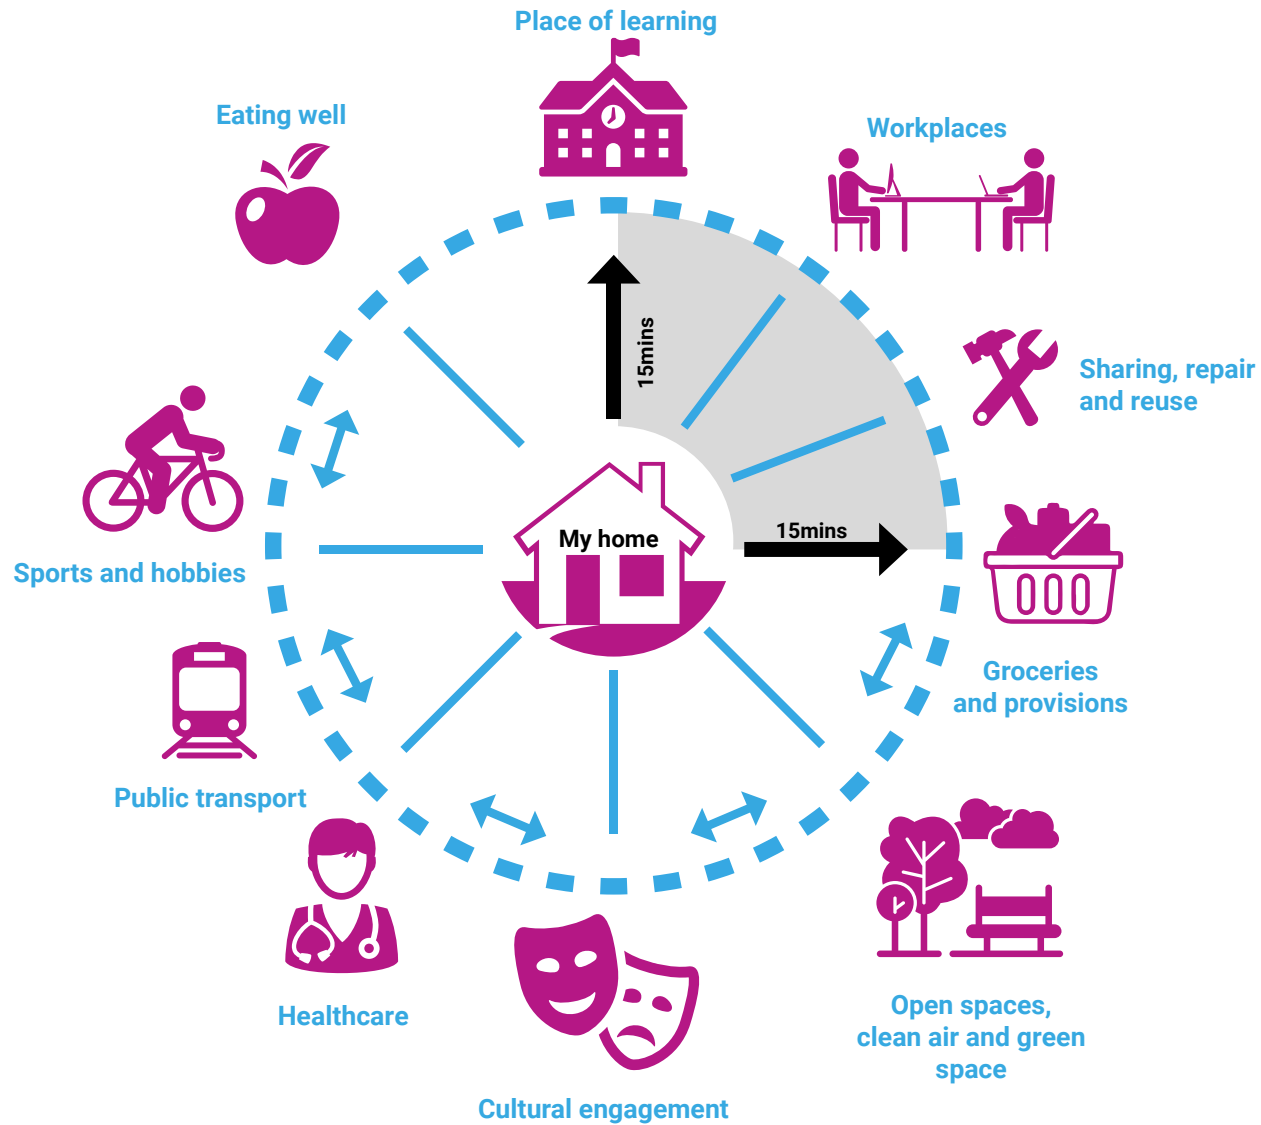 Place of learning
Eating well
Workplaces
15mins
Sharing, repair
and reuse
My home
15mins
Sports and hobbies
Groceries
and provisions
Public transport
Healthcare
Open spaces,
clean air and green
space
Cultural engagement